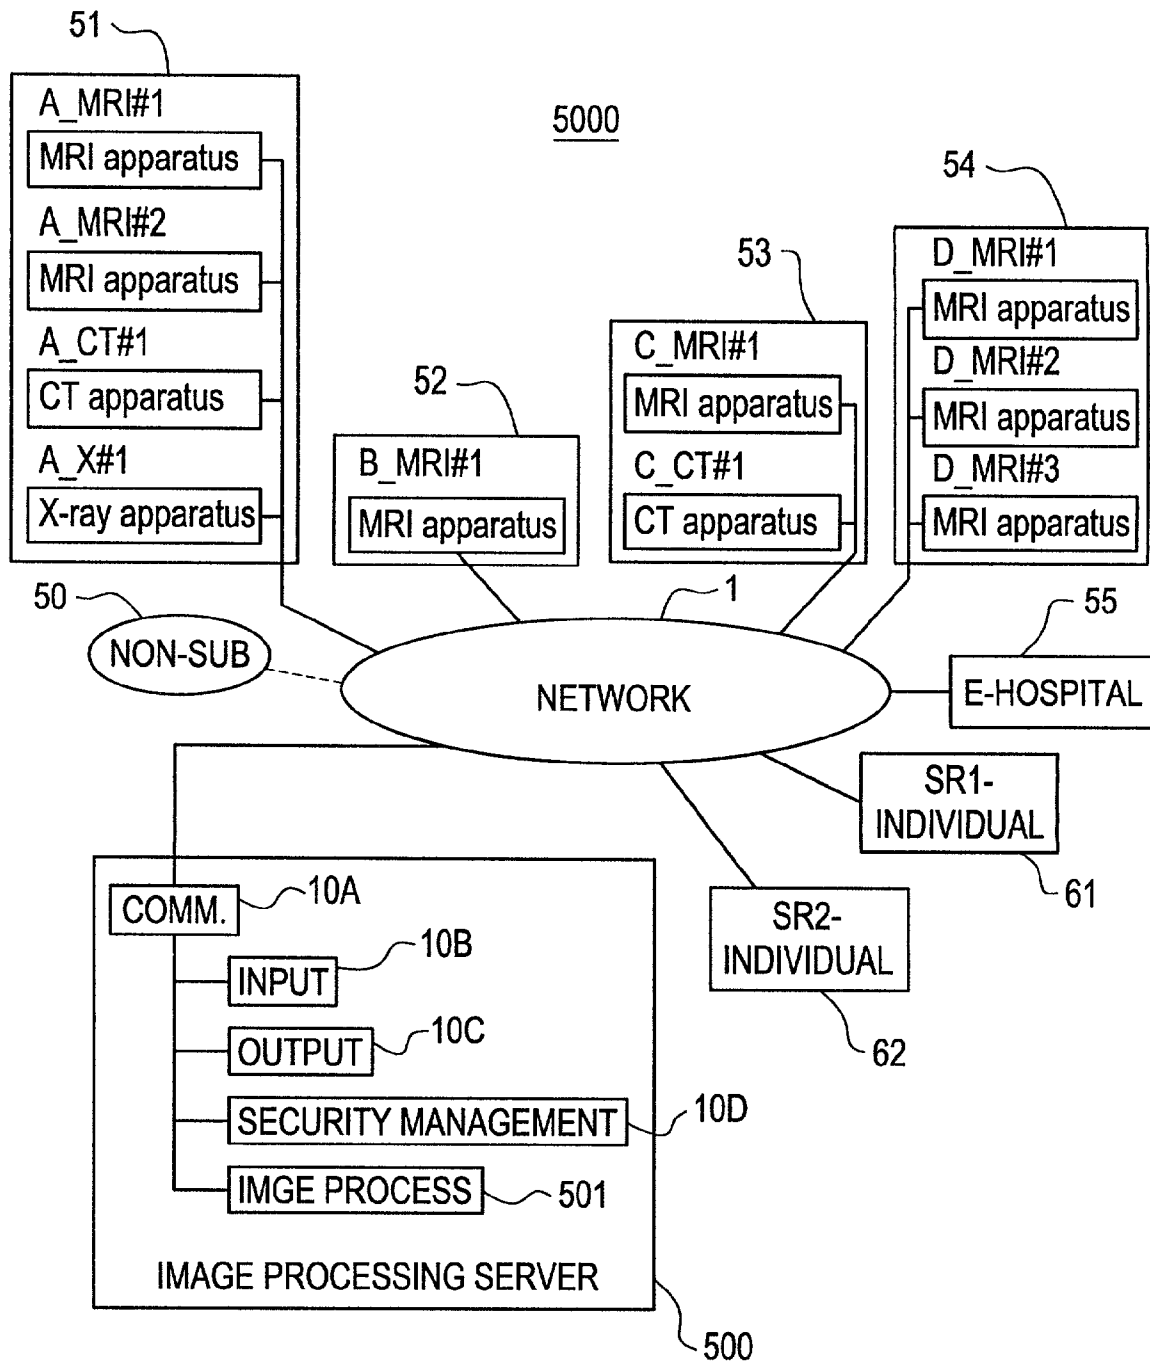 51
A_MRI#1
MRI apparatus
A_MRI#2
MRI apparatus
A_CT#1
CT apparatus
A_X#1
X-ray apparatus
5000
52
B_MRI#1
MRI apparatus
53
C_MRI#1
MRI apparatus
C_CT#1
CT apparatus
54
D_MRI#1
MRI apparatus
D_MRI#2
MRI apparatus
D_MRI#3
MRI apparatus
50
NON-SUB
1
NETWORK
55
E-HOSPITAL
SR1-
INDIVIDUAL
61
SR2-
INDIVIDUAL
62
COMM.
10A
INPUT
10B
OUTPUT
10C
SECURITY MANAGEMENT
10D
IMGE PROCESS
501
IMAGE PROCESSING SERVER
500